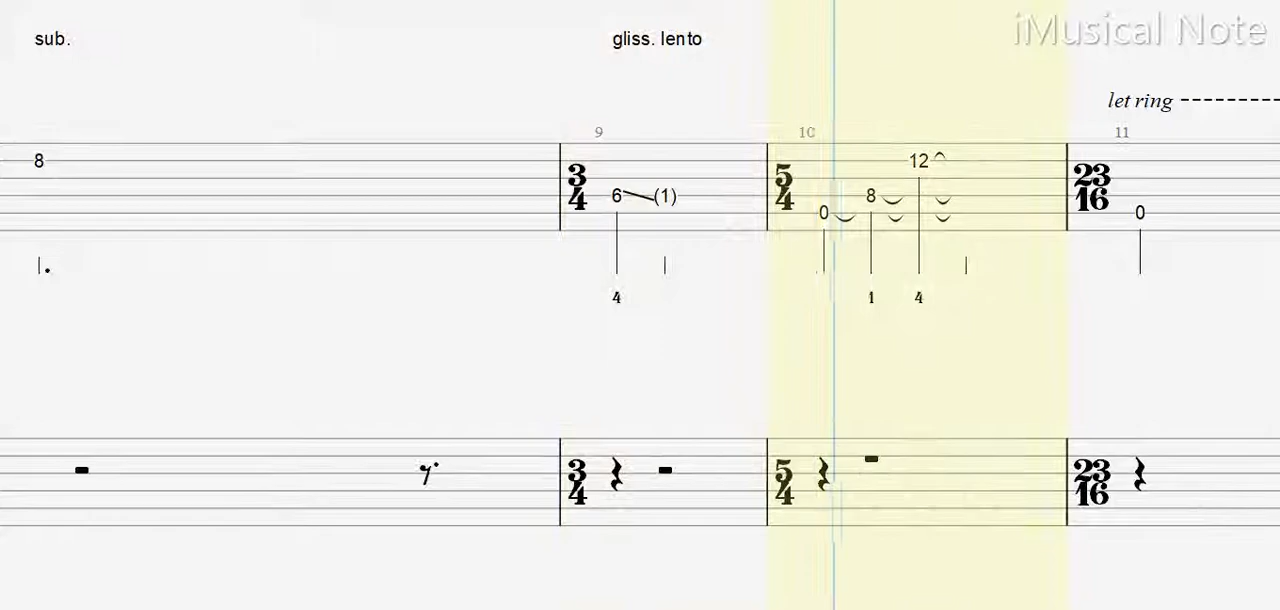 sub. gliss. lento iMusical Note
let ring
9 10 11
8 3 5 12 23
4 6 (1) 4 0 8 16 0
4 1 4
3 5 23
4 4 16